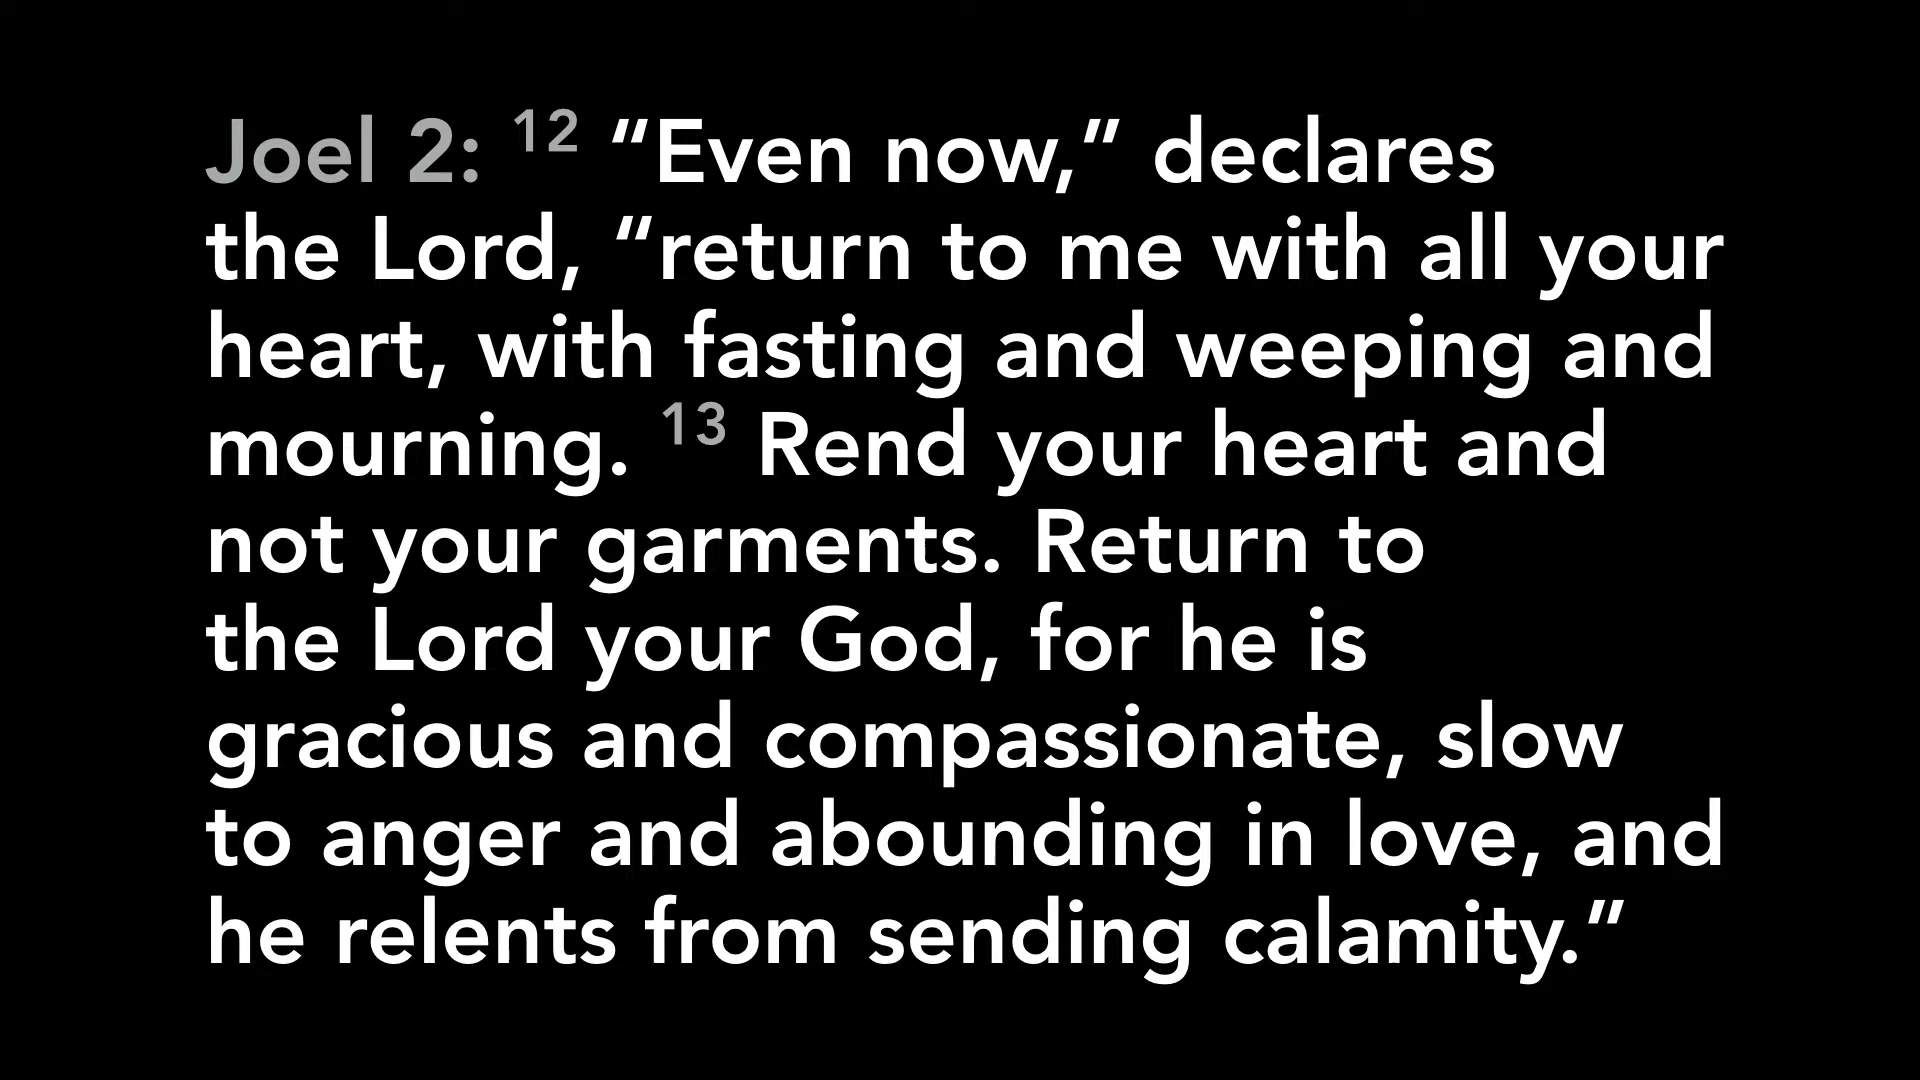 Joel 2: 12 “Even now,” declares
the Lord, “return to me with all your
heart, with fasting and weeping and
mourning. 13 Rend your heart and
not your garments. Return to
the Lord your God, for he is
gracious and compassionate, slow
to anger and abounding in love, and
he relents from sending calamity.”